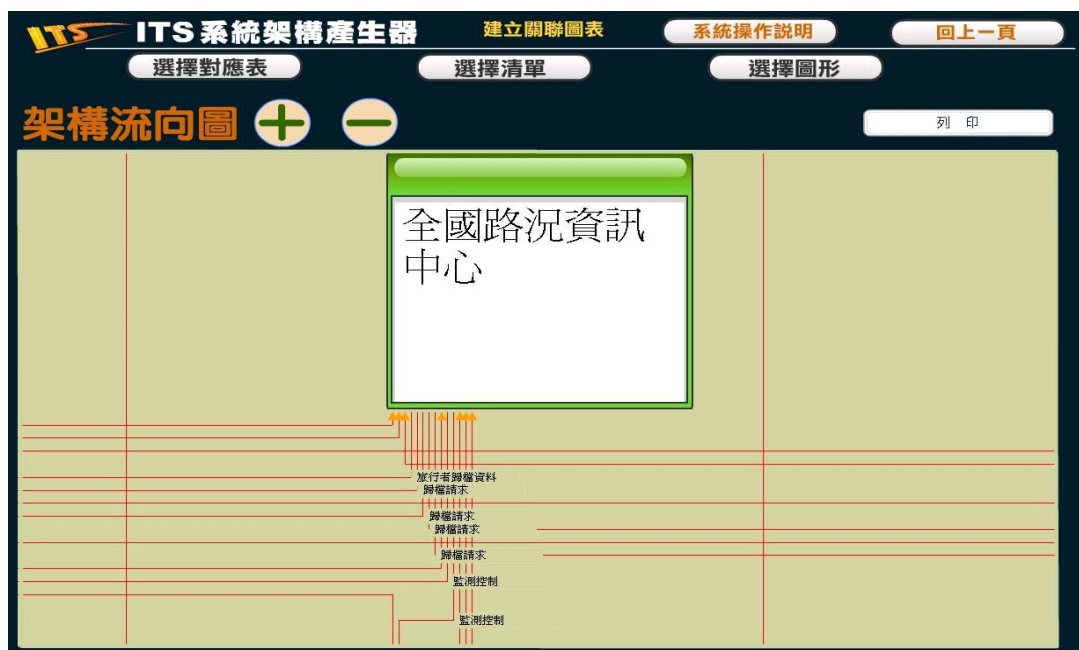 ITS
ITS系統架構產生器
建立關聯圖表
系統操作說明
回上一頁
選擇對應表
選擇清單
選擇圖形
架構流向圖
列 印
全國路況資訊
中心
旅行者歸檔資料
歸檔請求
歸檔請求
歸檔請求
歸檔請求
監測控制
監測控制